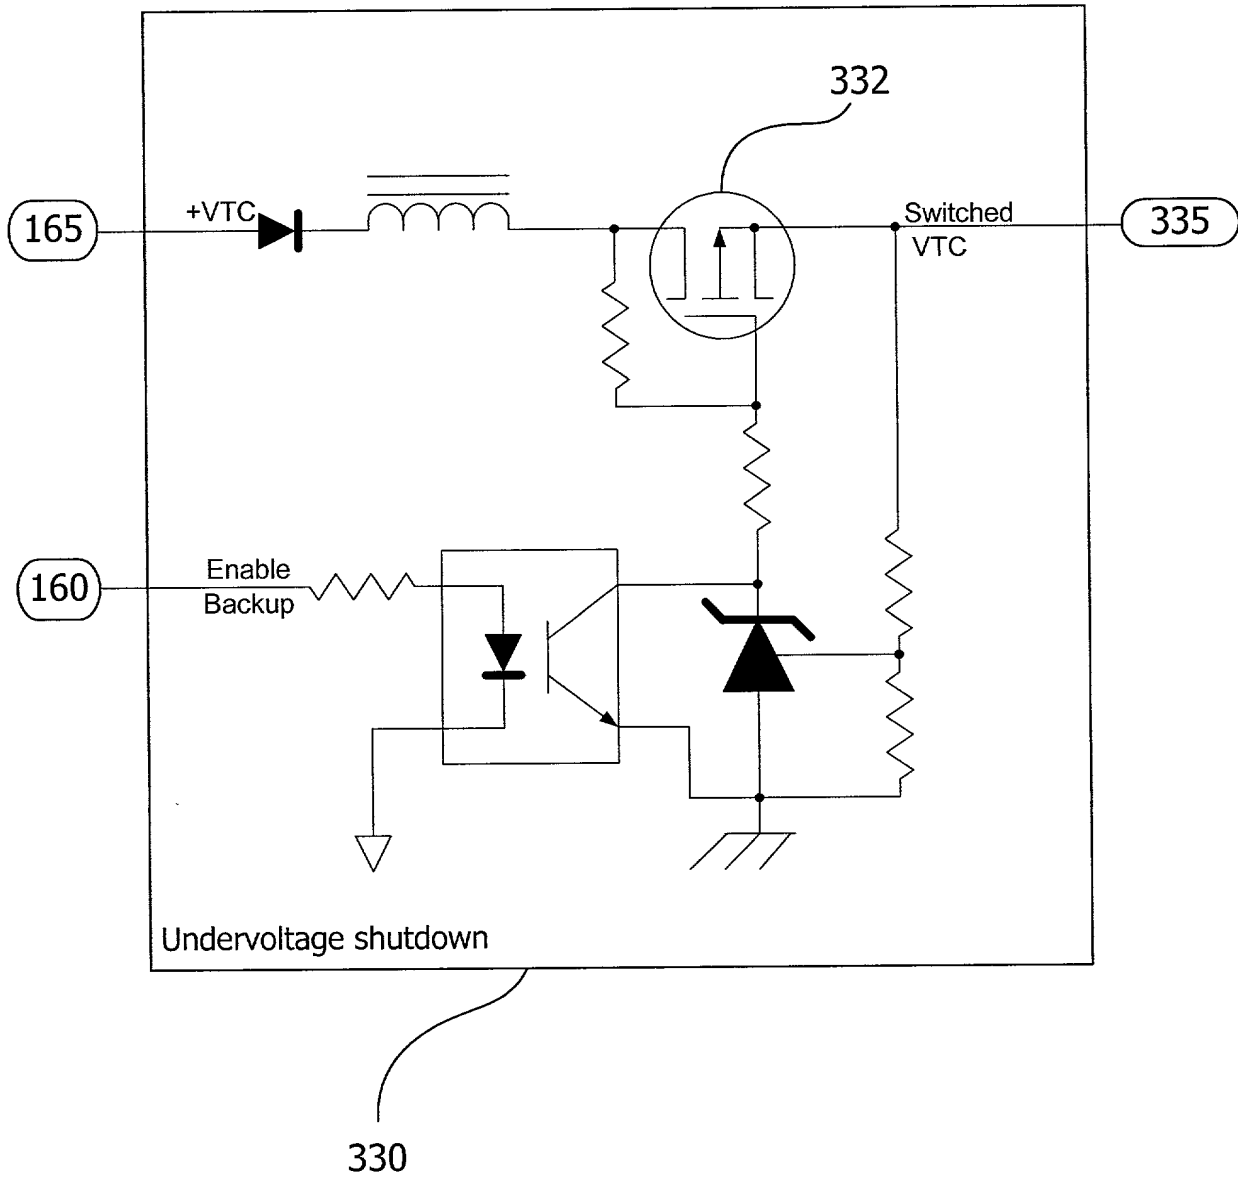 332
165
+VTC
Switched
VTC
335
160
Enable
Backup
Undervoltage shutdown
330